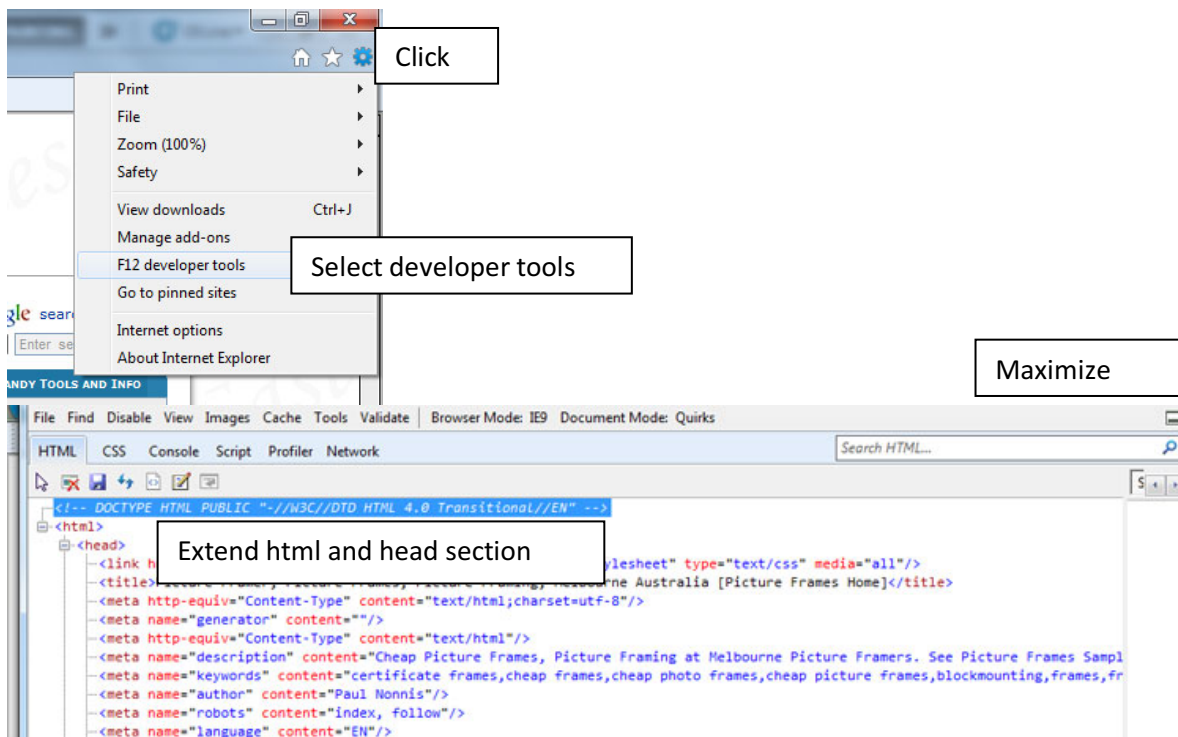 Click
Print
File
Zoom (100%)
Safety
View downloads Ctrl+J
Manage add-ons
F12 developer tools
Select developer tools
Go to pinned sites
Internet options
About Internet Explorer
gle sear
Enter se
ANDY TOOLS AND INFO
Maximize
File Find Disable View Images Cache Tools Validate Browser Mode: IE9 Document Mode: Quirks
HTML CSS Console Script Profiler Network Search HTML...
S
<!-- DOCTYPE HTML PUBLIC "-//W3C//DTD HTML 4.0 Transitional//EN" -->
<html>
<head>
Extend html and head section
<link h ylesheet" type="text/css" media="all"/>
<title> rne Australia [Picture Frames Home]</title>
<meta http-equiv="Content-Type" content="text/html;charset=utf-8"/>
<meta name="generator" content=""/>
<meta http-equiv="Content-Type" content="text/html"/>
<meta name="description" content="Cheap Picture Frames, Picture Framing at Melbourne Picture Framers. See Picture Frames Sampl
<meta name="keywords" content="certificate frames,cheap frames,cheap photo frames,cheap picture frames,blockmounting,frames,fr
<meta name="author" content="Paul Nonnis"/>
<meta name="robots" content="index, follow"/>
<meta name="language" content="EN"/>